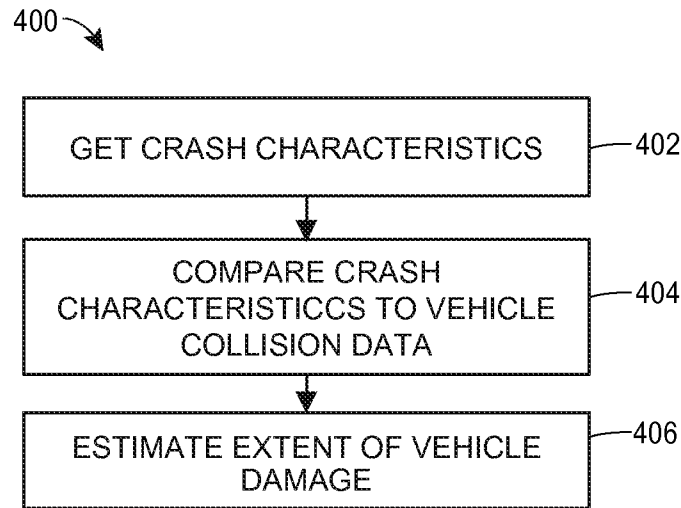 400
GET CRASH CHARACTERISTICS
402
COMPARE CRASH
CHARACTERISTICCS TO VEHICLE
COLLISION DATA
404
ESTIMATE EXTENT OF VEHICLE
DAMAGE
406